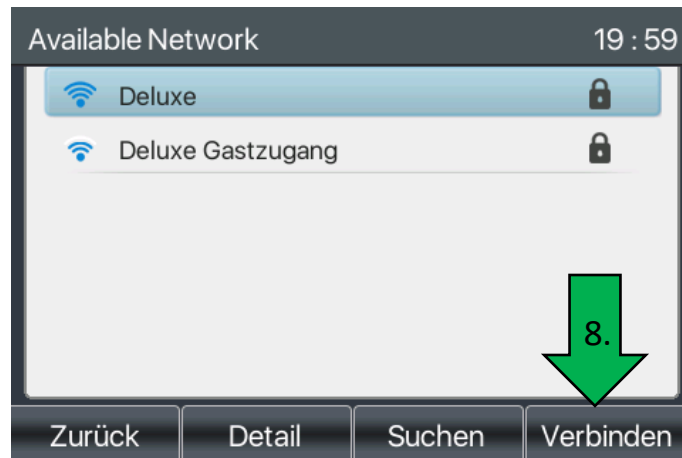 Available Network 19 : 59
Deluxe
Deluxe Gastzugang
8.
Zurück Detail Suchen Verbinden